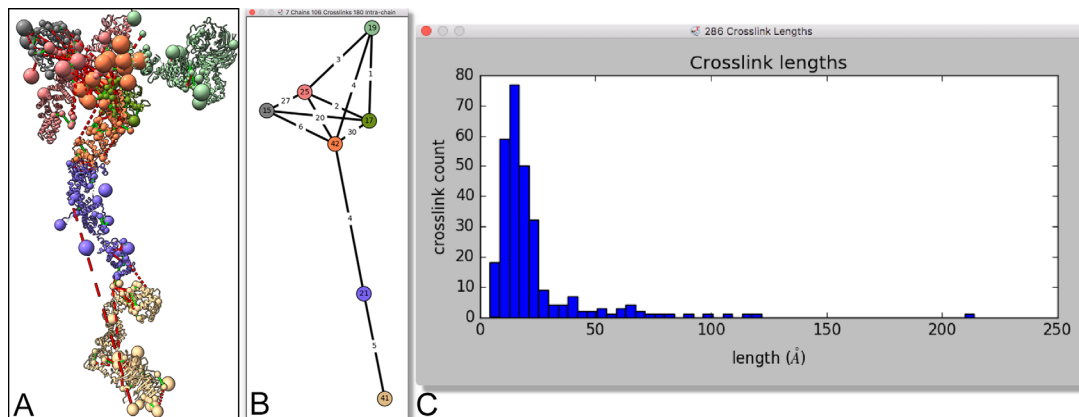 A
7 Chains 106 Crosslinks 180 Intra-chain
19
3
4
1
25
27
2
15
20
17
6
30
42
4
21
5
41
B
286 Crosslink Lengths
Crosslink lengths
crosslink count
80
70
60
50
40
30
20
10
0
0 50 100 150 200 250
length (Å)
C